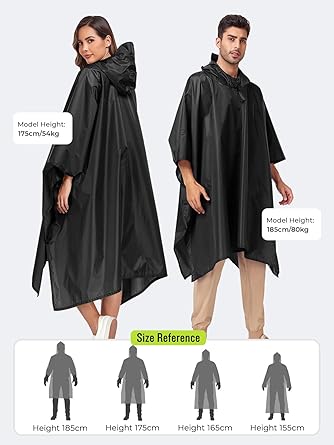 Model Height:
175cm/54kg
Model Height:
185cm/80kg
Size Reference
Height 185cm
Height 175cm
Height 165cm
Height 155cm